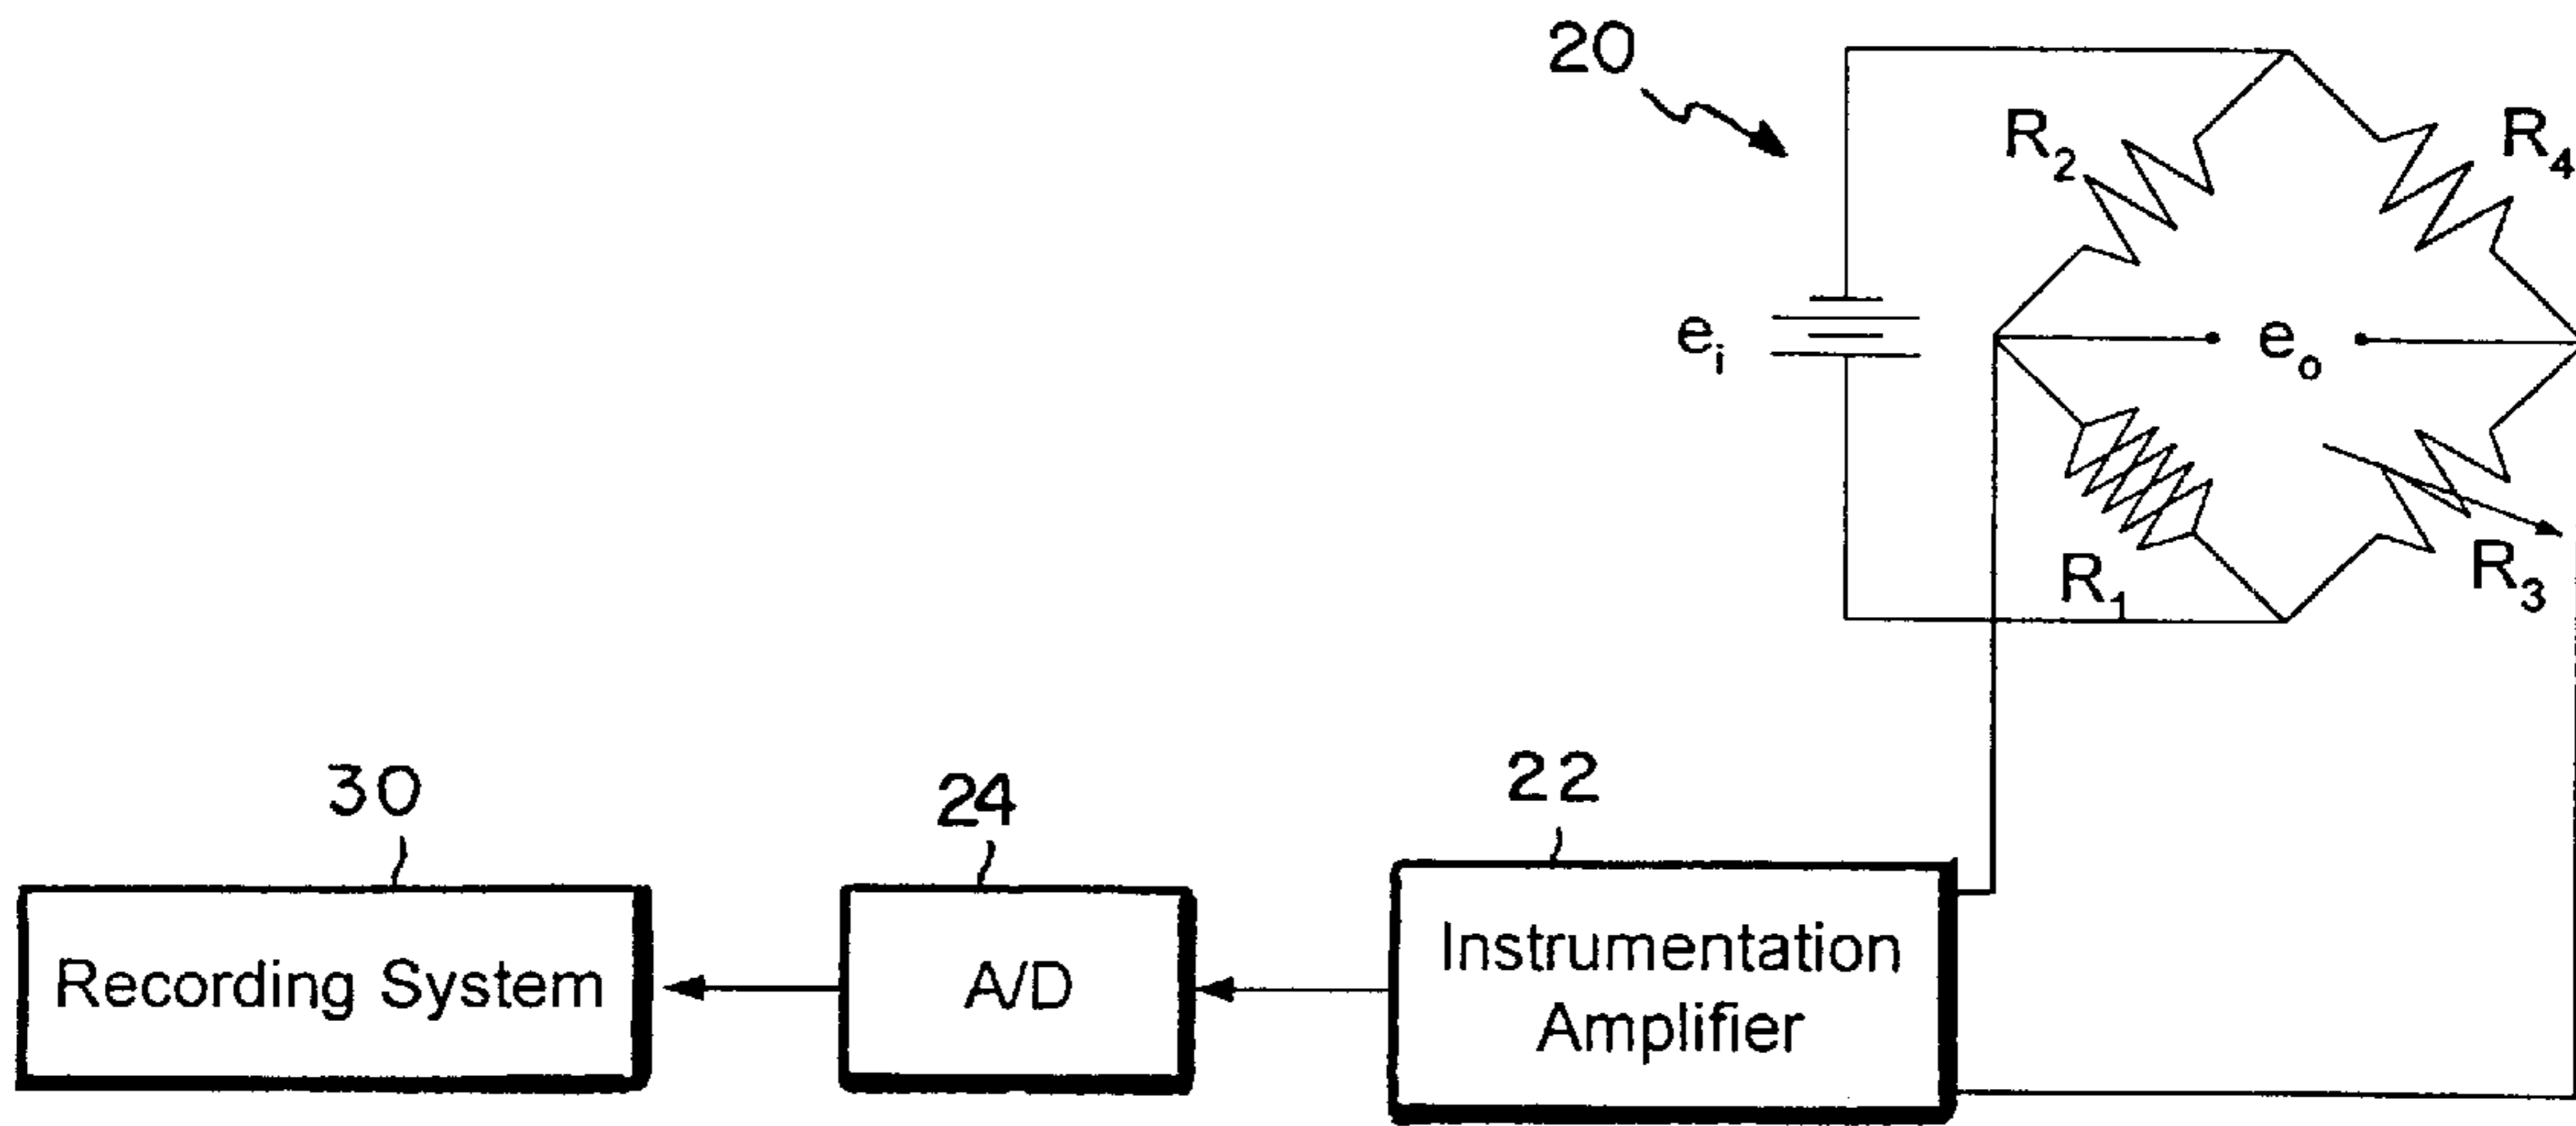 20
R₂
R₄
eᵢ
eₒ
R₁
R₃
30
24
22
Recording System
A/D
Instrumentation
Amplifier